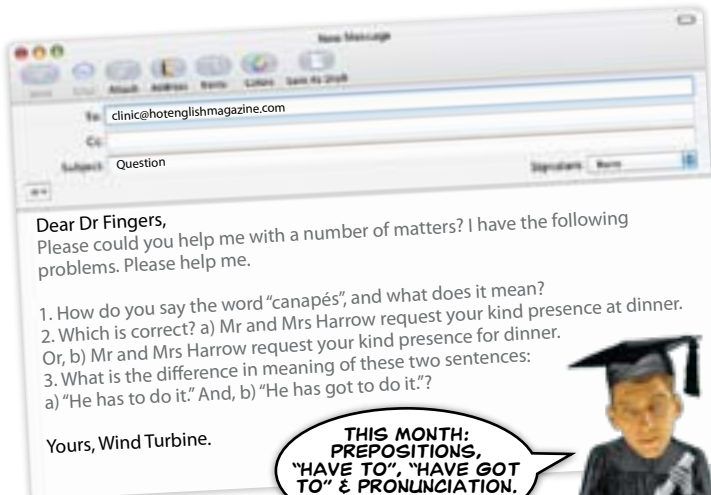 New Message
Attach Address Fonts Colors Save As Draft
To: clinic@hotenglishmagazine.com
Cc:
Subject: Question
Signature: None
Dear Dr Fingers,
Please could you help me with a number of matters? I have the following
problems. Please help me.
1. How do you say the word “canapés”, and what does it mean?
2. Which is correct? a) Mr and Mrs Harrow request your kind presence at dinner.
Or, b) Mr and Mrs Harrow request your kind presence for dinner.
3. What is the difference in meaning of these two sentences:
a) “He has to do it.” And, b) “He has got to do it.”?
Yours, Wind Turbine.
THIS MONTH:
PREPOSITIONS,
“HAVE TO”, “HAVE GOT
TO” & PRONUNCIATION.